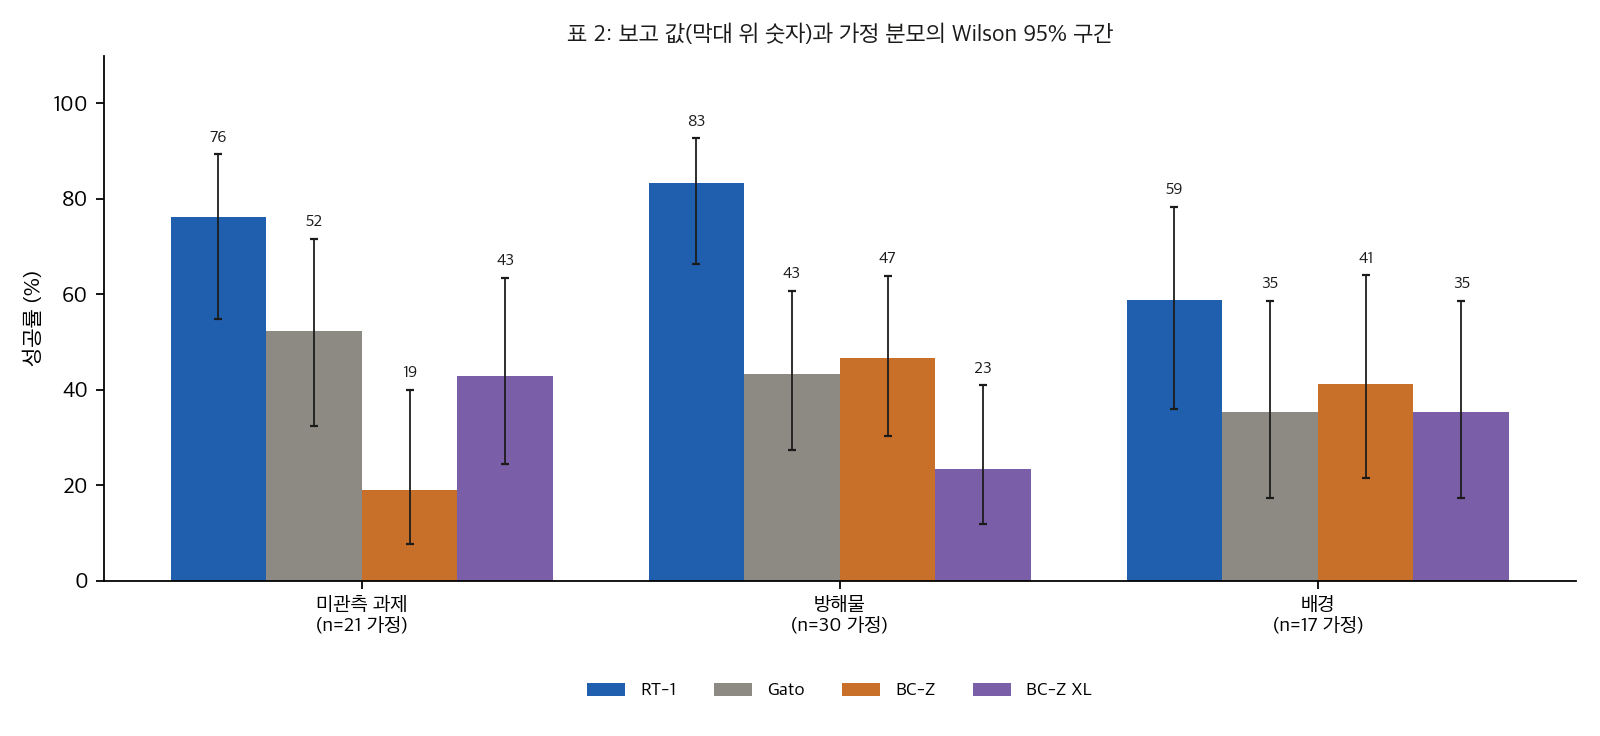 표 2: 보고 값(막대 위 숫자)과 가정 분모의 Wilson 95% 구간
성공률 (%)
100
80
60
40
20
0
76
52
19
43
83
43
47
23
59
35
41
35
미관측 과제
(n=21 가정)
방해물
(n=30 가정)
배경
(n=17 가정)
RT-1
Gato
BC-Z
BC-Z XL